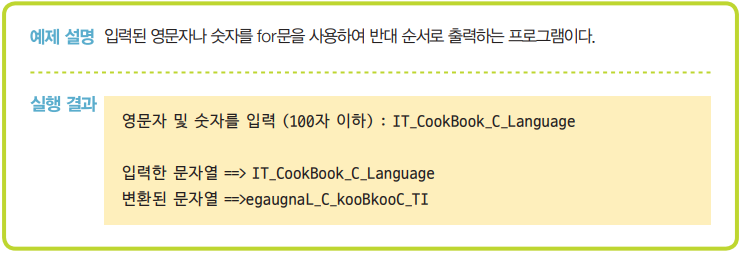 예제 설명 입력된 영문자나 숫자를 for문을 사용하여 반대 순서로 출력하는 프로그램이다.
실행 결과
영문자 및 숫자를 입력 (100자 이하) : IT_CookBook_C_Language
입력한 문자열 ==> IT_CookBook_C_Language
변환된 문자열 ==>egaugnaL_C_kooBkooC_TI